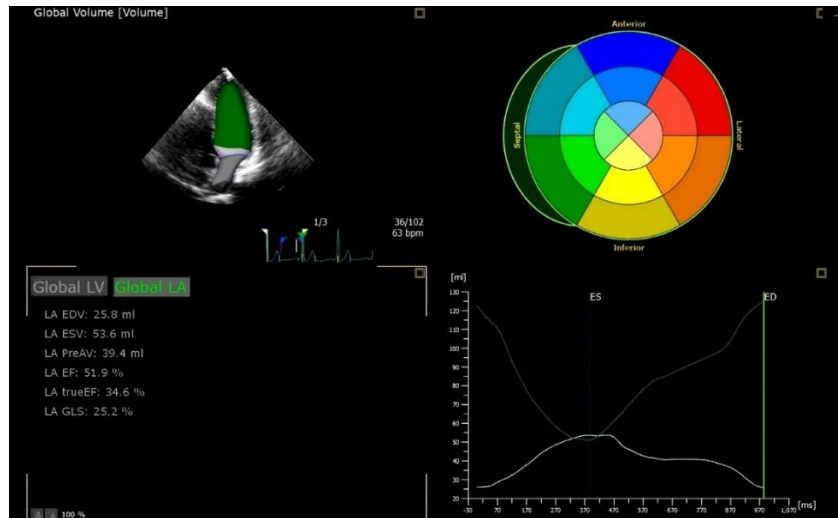 Global Volume [Volume]
1/3
36/102
63 bpm
Anterior
Septal
Lateral
Inferior
Global LV
Global LA
LA EDV: 25.8 ml
LA ESV: 53.6 ml
LA PreAV: 39.4 ml
LA EF: 51.9 %
LA trueEF: 34.6 %
LA GLS: 25.2 %
100 %
[ml]
ES
ED
130
120
110
100
90
80
70
60
50
40
30
20
-30 70 170 270 370 470 570 670 770 870 970 1,070
[ms]